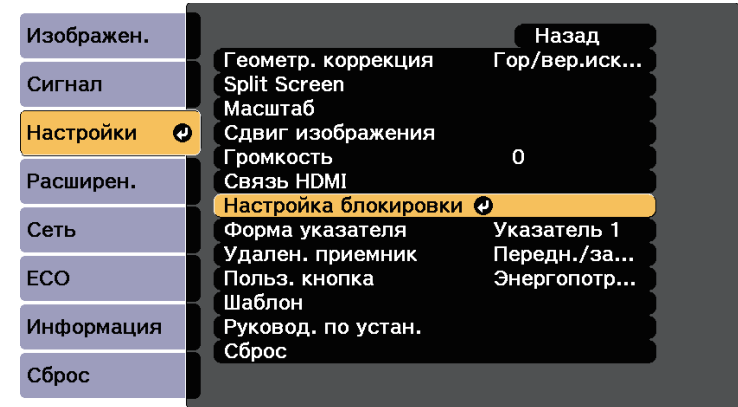 Изображен.
Сигнал
Настройки
Расширен.
Сеть
ECO
Информация
Сброс
Назад
Геометр. коррекция Гор/вер.иск...
Split Screen
Масштаб
Сдвиг изображения
Громкость 0
Связь HDMI
Настройка блокировки
Форма указателя Указатель 1
Удален. приемник Передн./за...
Польз. кнопка Энергопотр...
Шаблон
Руковод. по устан.
Сброс